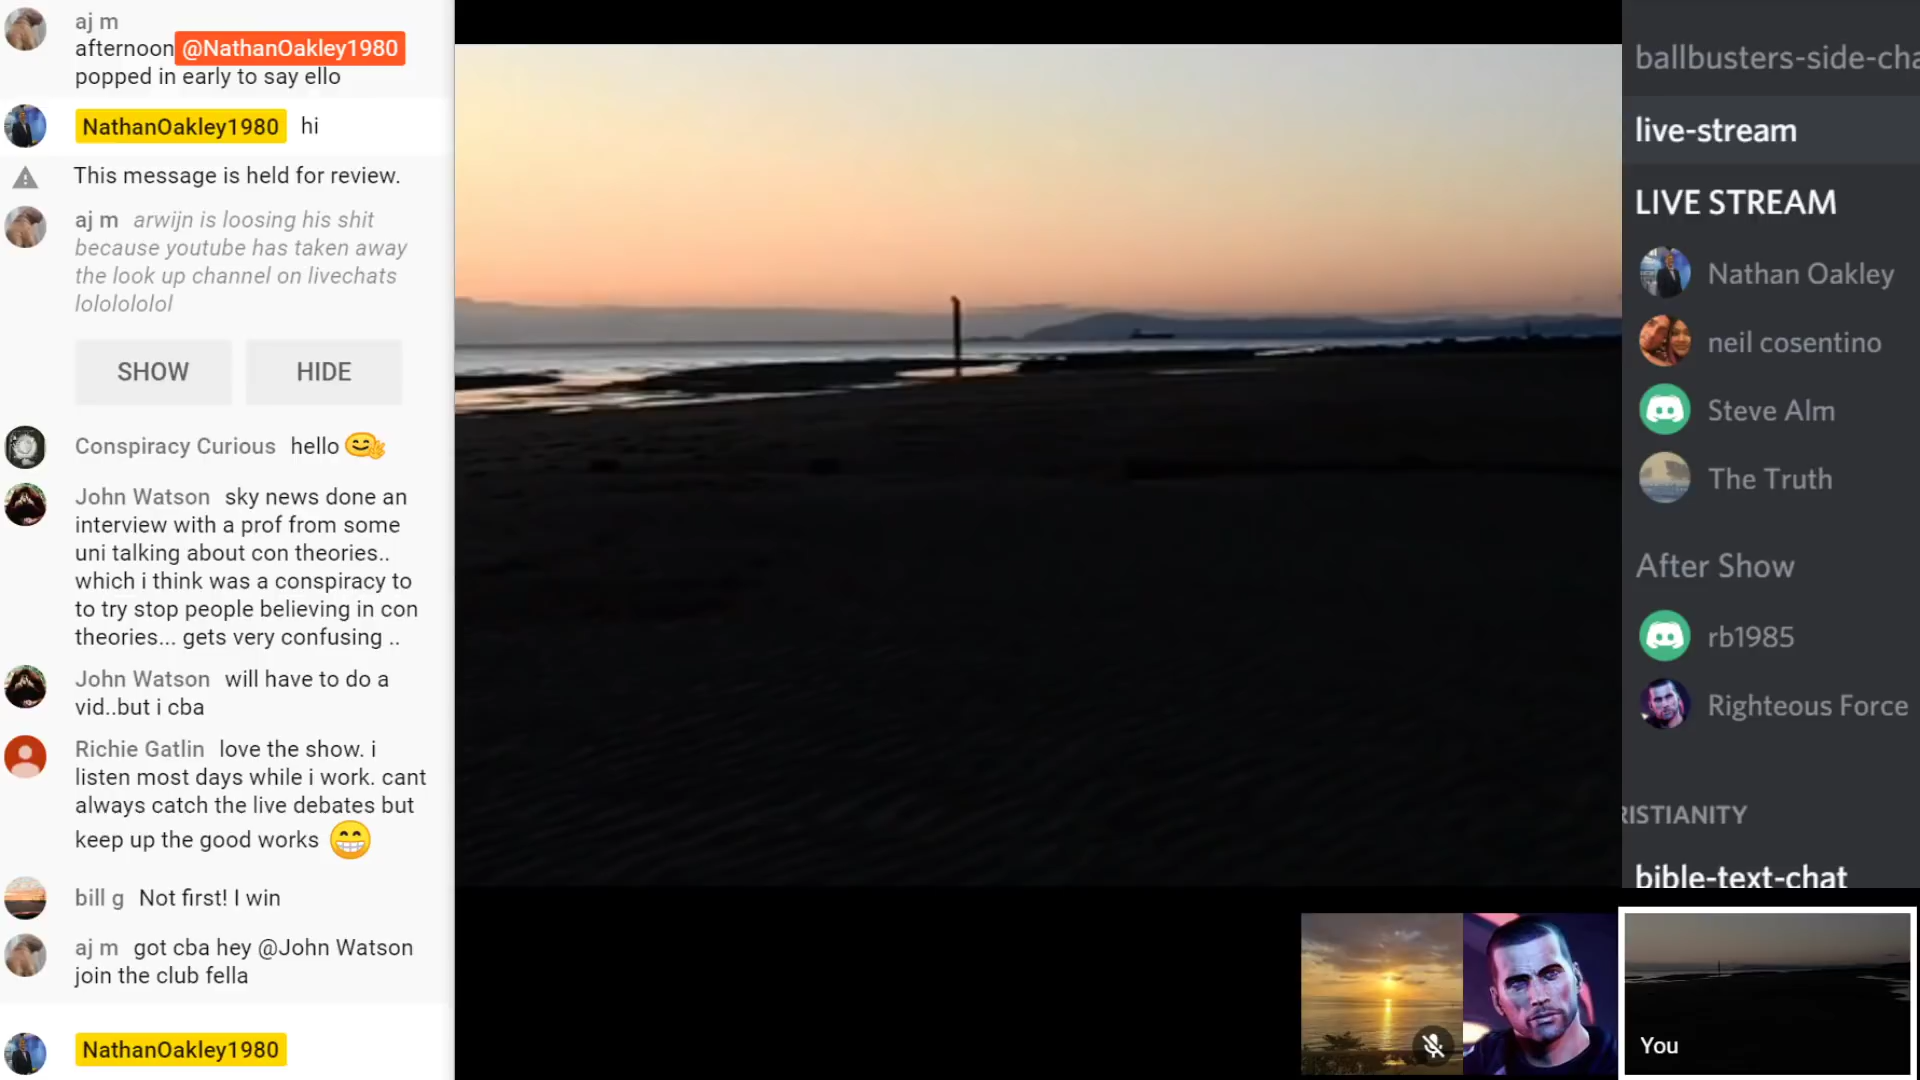 aj m
afternoon @NathanOakley1980
popped in early to say ello
NathanOakley1980 hi
This message is held for review.
aj m arwijn is loosing his shit
because youtube has taken away
the look up channel on livechats
lolololololol
SHOW HIDE
Conspiracy Curious hello
John Watson sky news done an
interview with a prof from some
uni talking about con theories..
which i think was a conspiracy to
to try stop people believing in con
theories... gets very confusing ..
John Watson will have to do a
vid..but i cba
Richie Gatlin love the show. i
listen most days while i work. cant
always catch the live debates but
keep up the good works
bill g Not first! I win
aj m got cba hey @John Watson
join the club fella
NathanOakley1980
ballbusters-side-cha
live-stream
LIVE STREAM
Nathan Oakley
neil cosentino
Steve Alm
The Truth
After Show
rb1985
Righteous Force
RISTIANITY
bible-text-chat
You